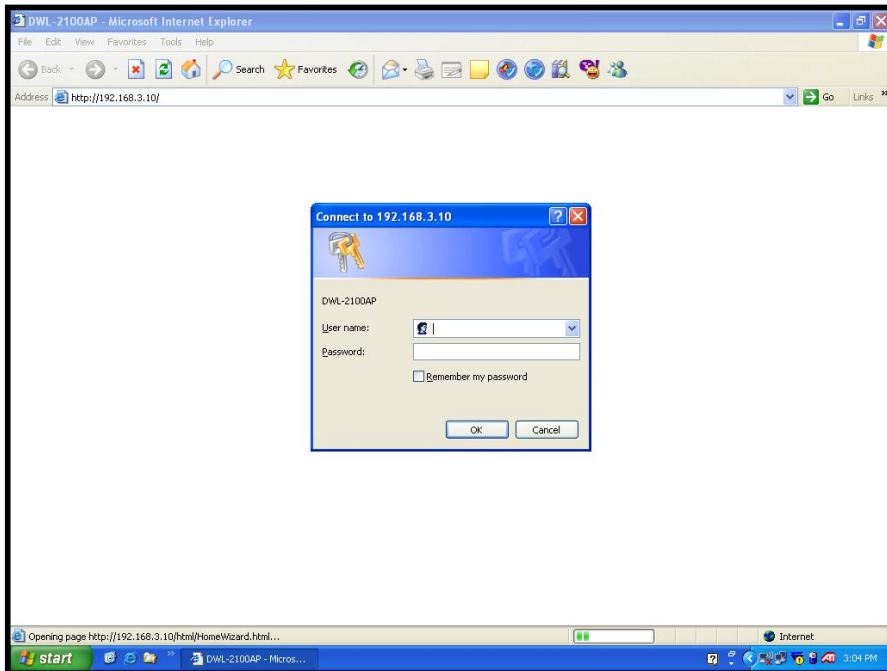 DWL-2100AP - Microsoft Internet Explorer
File Edit View Favorites Tools Help
Back Search Favorites
Address http://192.168.3.10/ Go Links »
Connect to 192.168.3.10
DWL-2100AP
User name:
Password:
Remember my password
OK Cancel
Opening page http://192.168.3.10/html/HomeWizard.html... Internet
start » DWL-2100AP - Micros... 3:04 PM